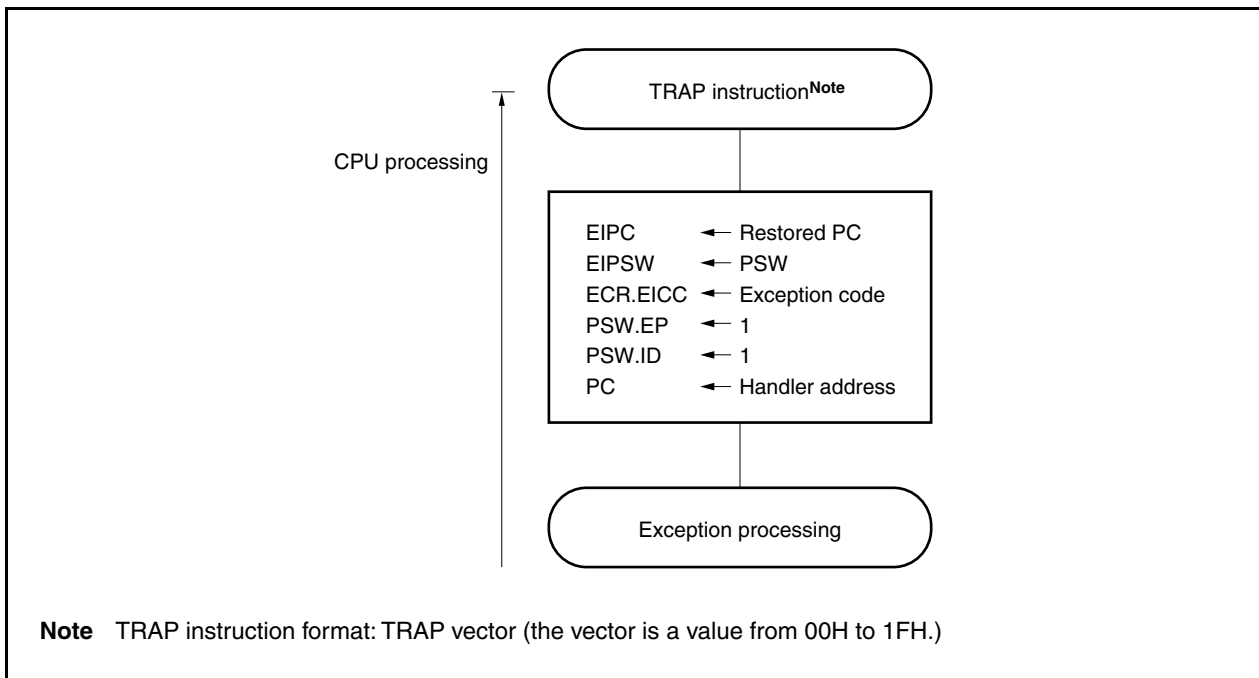 TRAP instructionNote
CPU processing
EIPC ← Restored PC
EIPSW ← PSW
ECR.EICC ← Exception code
PSW.EP ← 1
PSW.ID ← 1
PC ← Handler address
Exception processing
Note TRAP instruction format: TRAP vector (the vector is a value from 00H to 1FH.)